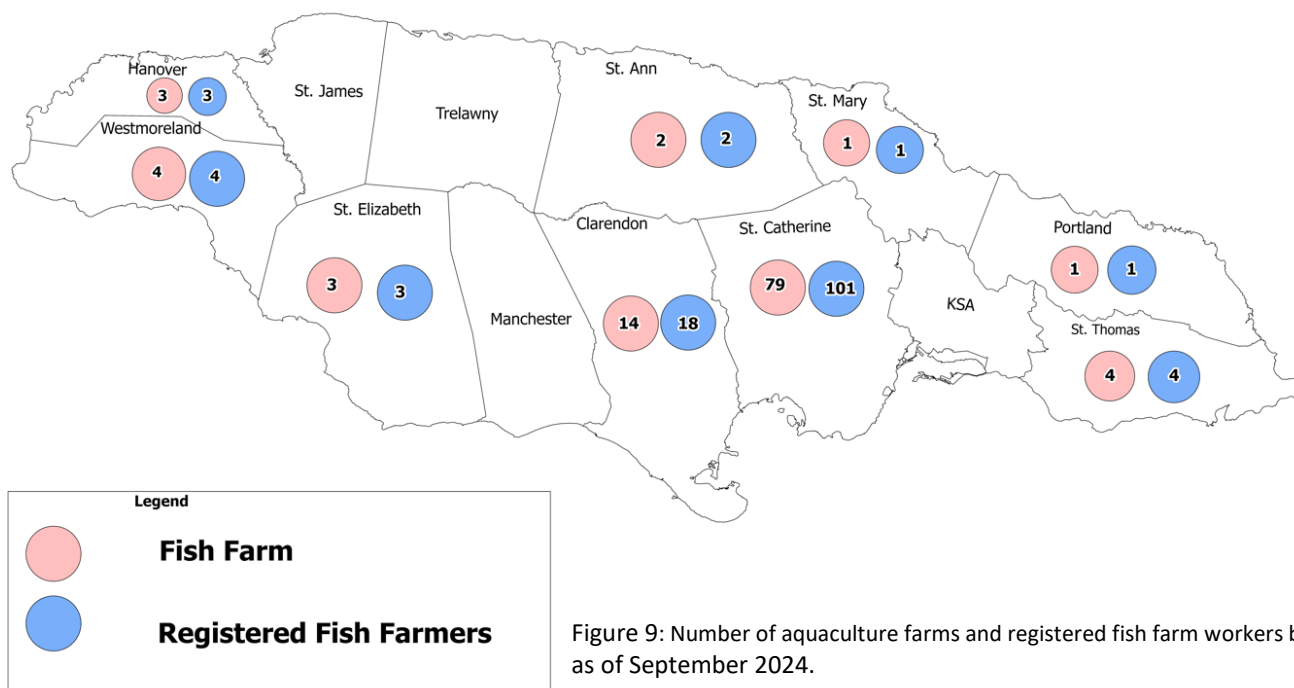 Hanover
3 3
Westmoreland
4 4
St. James
Trelawny
St. Ann
2 2
St. Mary
1 1
St. Elizabeth
3 3
Manchester
Clarendon
14 18
St. Catherine
79 101
KSA
Portland
1 1
St. Thomas
4 4
Legend
Fish Farm
Registered Fish Farmers
Figure 9: Number of aquaculture farms and registered fish farm workers
as of September 2024.